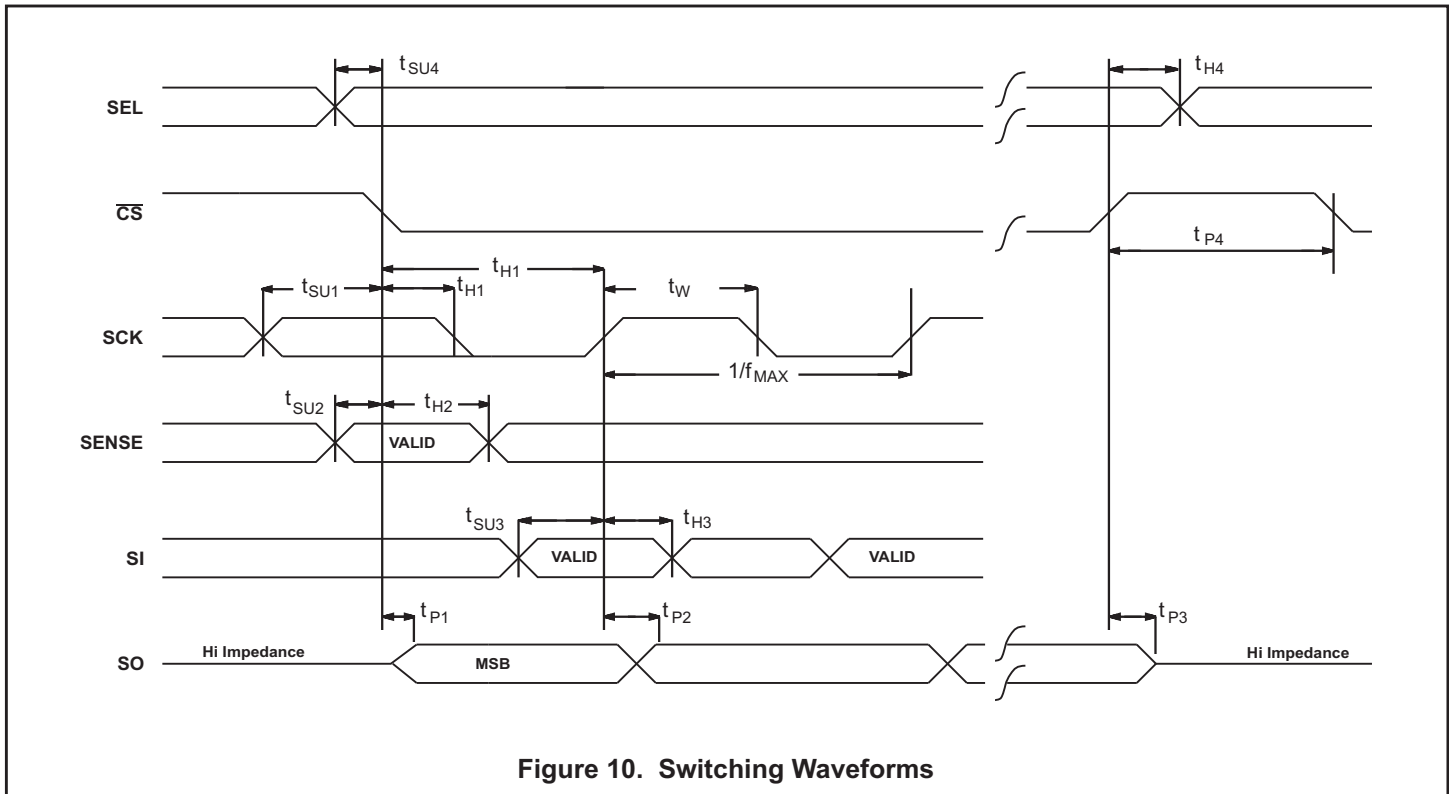 tSU4
tH4
SEL
CS
tP4
tH1
tSU1
tH1
tW
SCK
1/fMAX
tSU2
tH2
SENSE
VALID
tSU3
tH3
SI
VALID
VALID
tP1
tP2
tP3
SO
Hi Impedance
MSB
Hi Impedance
Figure 10. Switching Waveforms